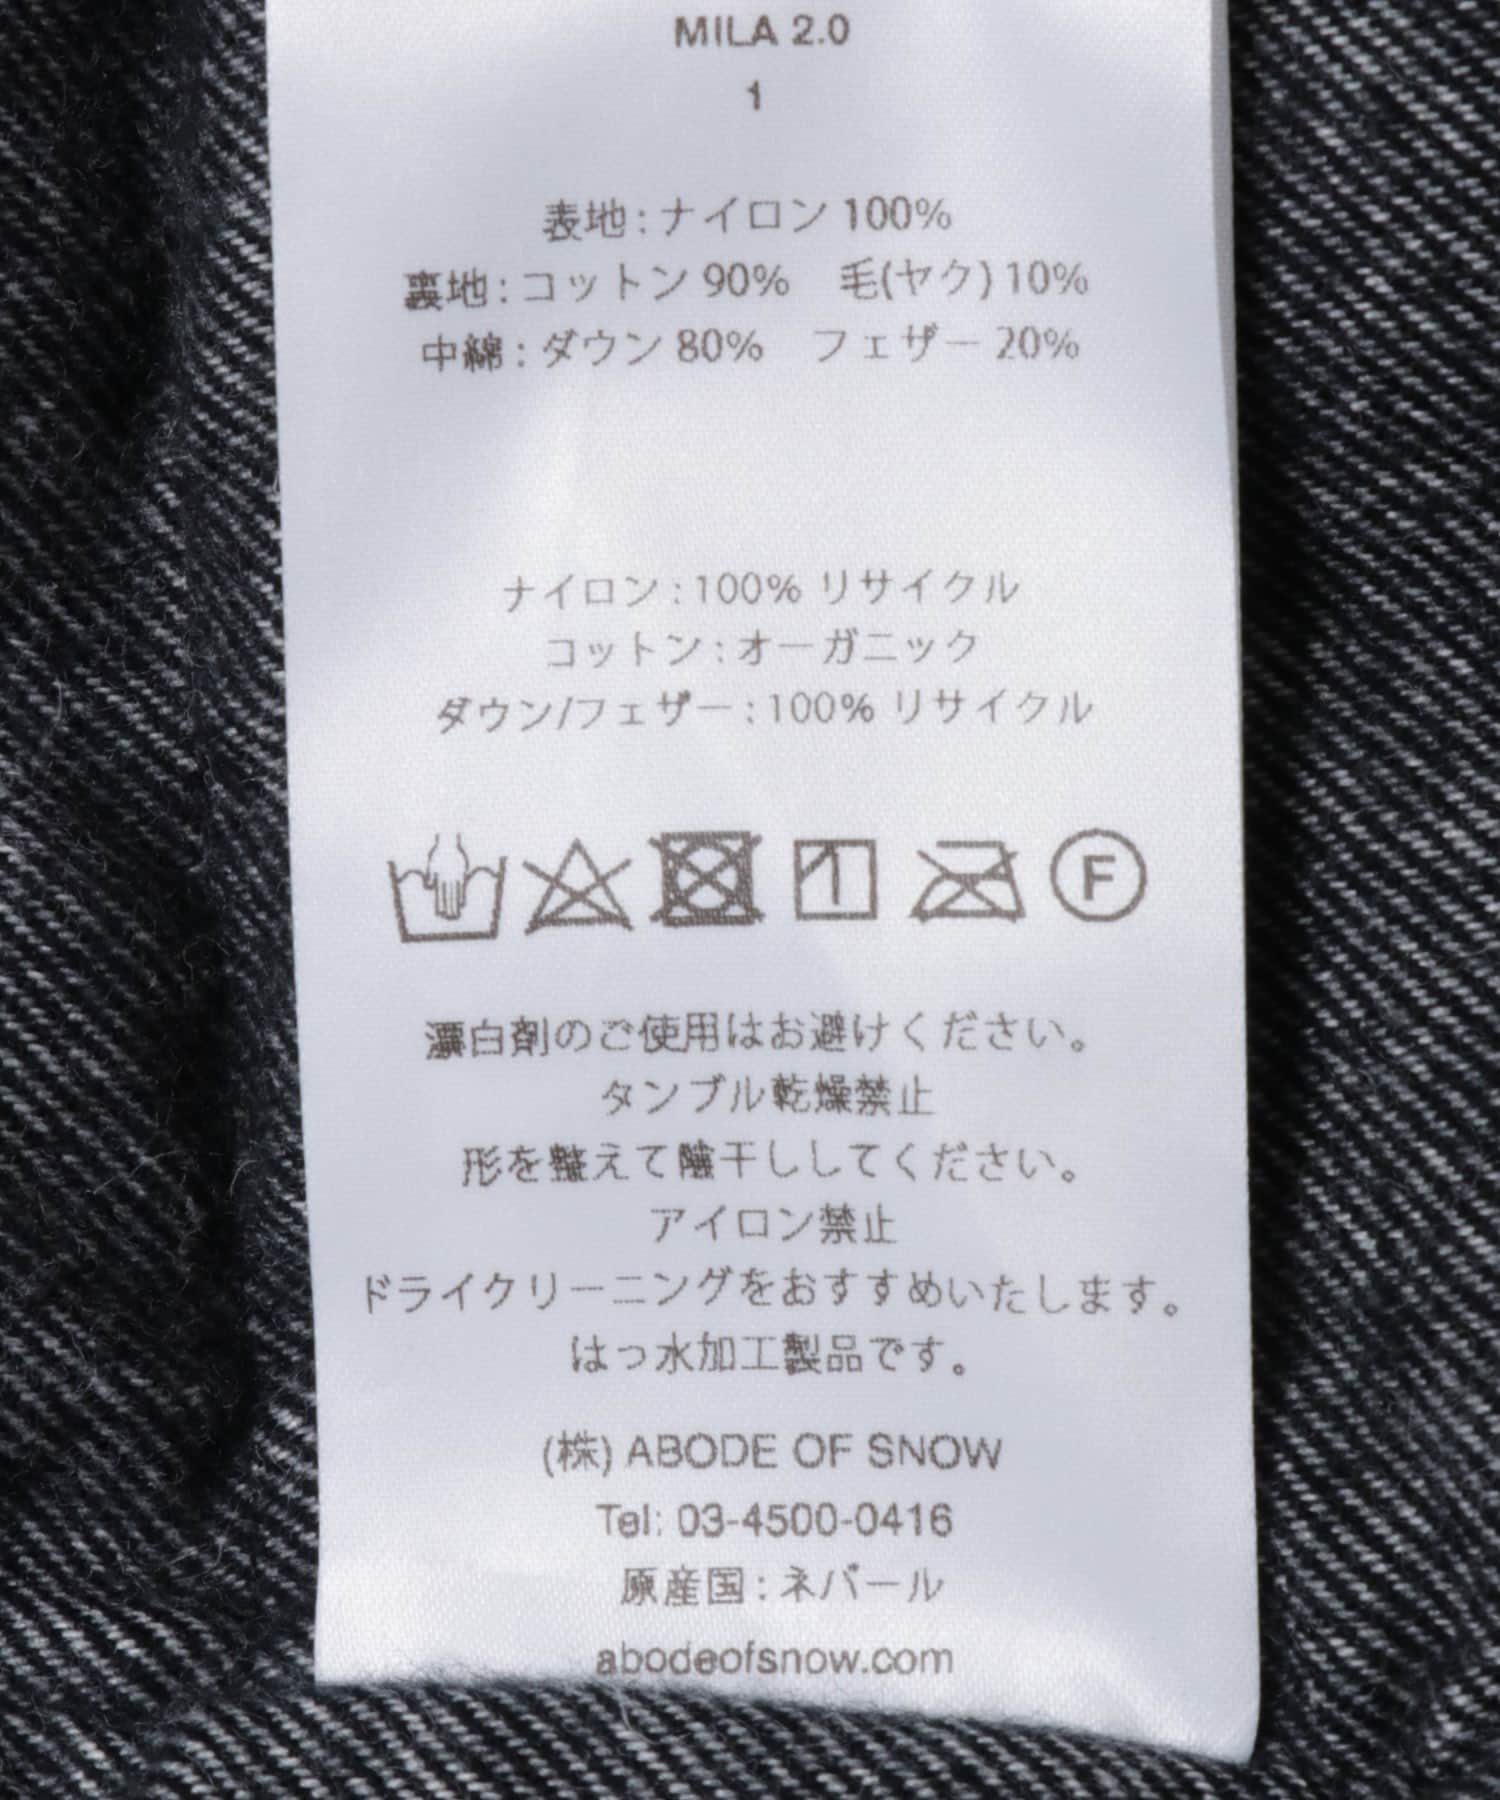 MILA 2.0
1
表地 : ナイロン 100%
裏地 : コットン 90%　毛(ヤク) 10%
中綿 : ダウン 80%　フェザー 20%
ナイロン : 100% リサイクル
コットン : オーガニック
ダウン/フェザー : 100% リサイクル
F
漂白剤のご使用はお避けください。
タンブル乾燥禁止
形を整えて陰干ししてください。
アイロン禁止
ドライクリーニングをおすすめいたします。
はっ水加工製品です。
(株) ABODE OF SNOW
Tel: 03-4500-0416
原産国 : ネパール
abodeofsnow.com